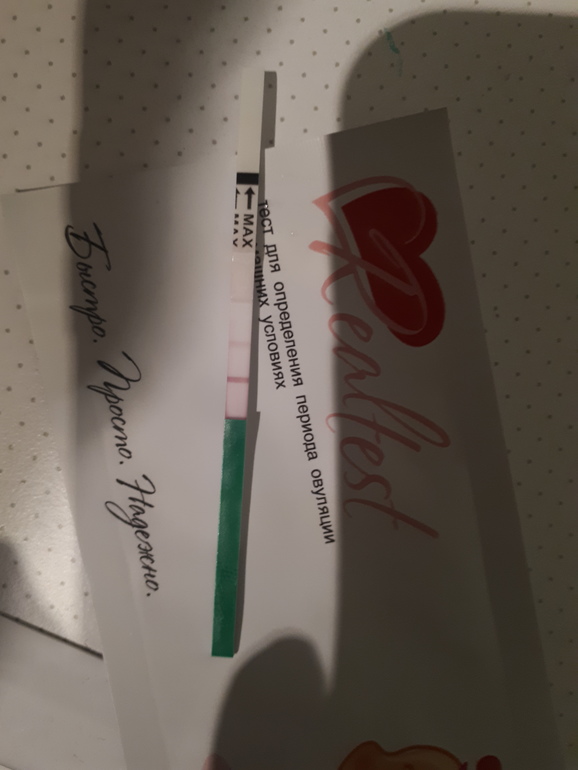 Realtest
тест для определения периода овуляции
условиях
Быстро. Просто. Надежно.
MAX
MAX